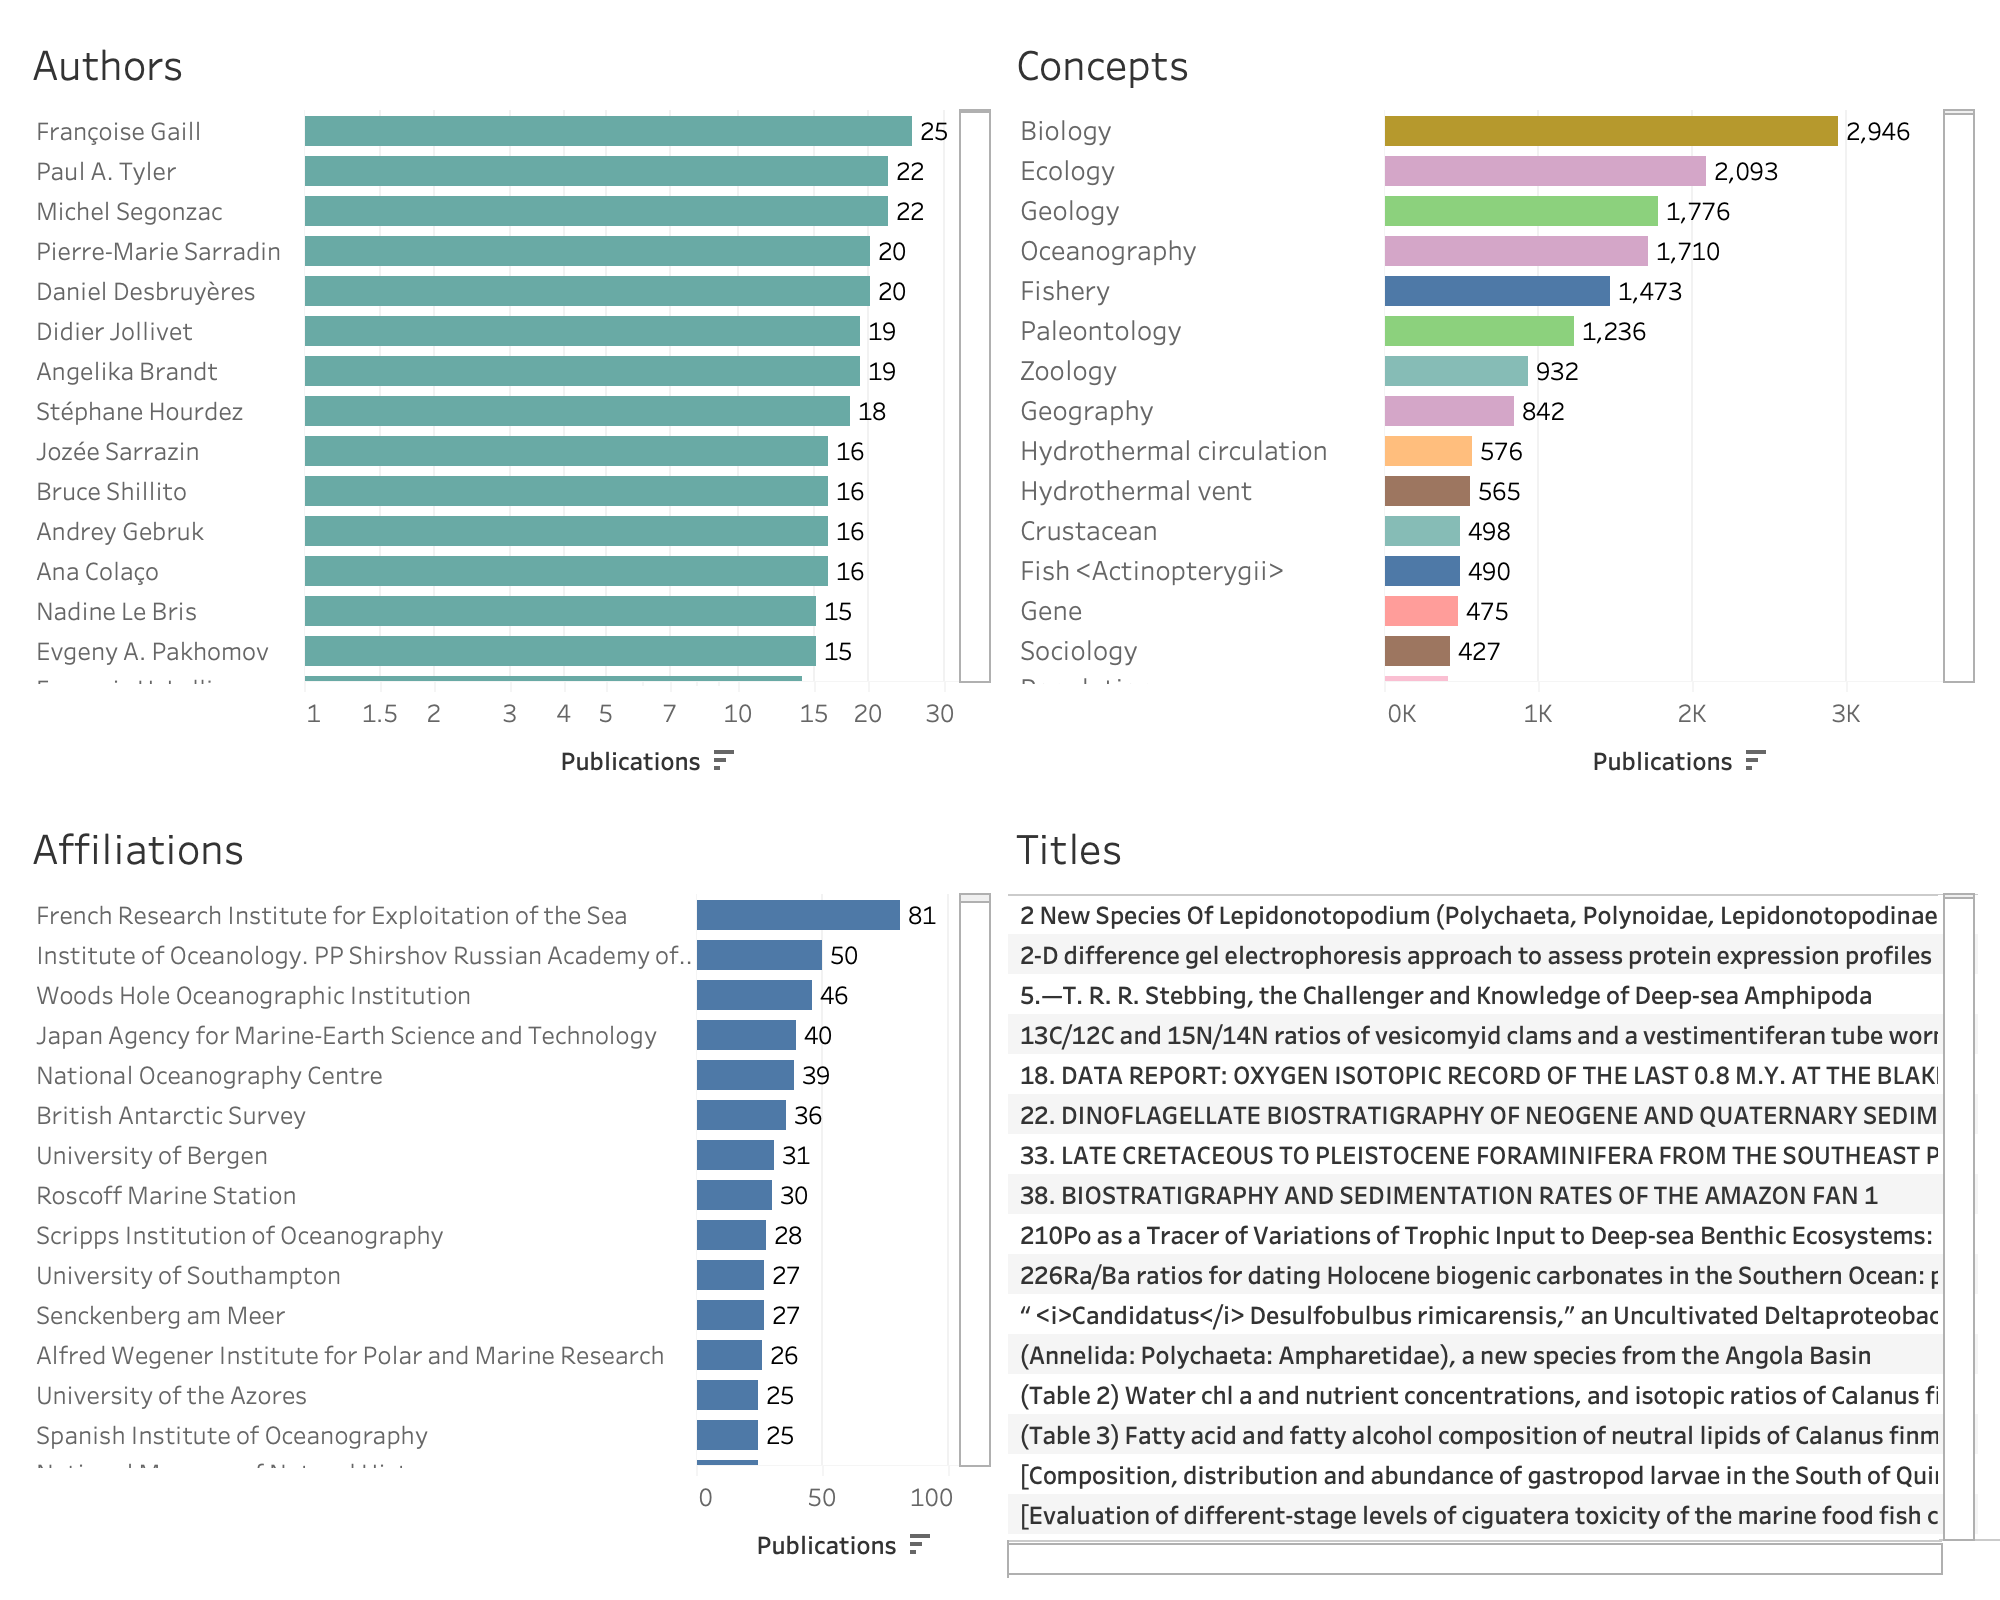 Authors
Françoise Gaill 25
Paul A. Tyler 22
Michel Segonzac 22
Pierre-Marie Sarradin 20
Daniel Desbruyères 20
Didier Jollivet 19
Angelika Brandt 19
Stéphane Hourdez 18
Jozée Sarrazin 16
Bruce Shillito 16
Andrey Gebruk 16
Ana Colaço 16
Nadine Le Bris 15
Evgeny A. Pakhomov 15
1 1.5 2 3 4 5 7 10 15 20 30
Publications
Concepts
Biology 2,946
Ecology 2,093
Geology 1,776
Oceanography 1,710
Fishery 1,473
Paleontology 1,236
Zoology 932
Geography 842
Hydrothermal circulation 576
Hydrothermal vent 565
Crustacean 498
Fish <Actinopterygii> 490
Gene 475
Sociology 427
0K 1K 2K 3K
Publications
Affiliations
French Research Institute for Exploitation of the Sea 81
Institute of Oceanology. PP Shirshov Russian Academy of.. 50
Woods Hole Oceanographic Institution 46
Japan Agency for Marine-Earth Science and Technology 40
National Oceanography Centre 39
British Antarctic Survey 36
University of Bergen 31
Roscoff Marine Station 30
Scripps Institution of Oceanography 28
University of Southampton 27
Senckenberg am Meer 27
Alfred Wegener Institute for Polar and Marine Research 26
University of the Azores 25
Spanish Institute of Oceanography 25
0 50 100
Publications
Titles
2 New Species Of Lepidonotopodium (Polychaeta, Polynoidae, Lepidonotopodinae
2-D difference gel electrophoresis approach to assess protein expression profiles
5.—T. R. R. Stebbing, the Challenger and Knowledge of Deep-sea Amphipoda
13C/12C and 15N/14N ratios of vesicomyid clams and a vestimentiferan tube
18. DATA REPORT: OXYGEN ISOTOPIC RECORD OF THE LAST 0.8 M.Y. AT THE
22. DINOFLAGELLATE BIOSTRATIGRAPHY OF NEOGENE AND QUATERNARY SEDIM
33. LATE CRETACEOUS TO PLEISTOCENE FORAMINIFERA FROM THE SOUTHEAST P
38. BIOSTRATIGRAPHY AND SEDIMENTATION RATES OF THE AMAZON FAN 1
210Po as a Tracer of Variations of Trophic Input to Deep-sea Benthic Ecosystems:
226Ra/Ba ratios for dating Holocene biogenic carbonates in the Southern Ocean:
“ <i>Candidatus</i> Desulfobulbus rimicarensis,” an Uncultivated Deltaproteobac
(Annelida: Polychaeta: Ampharetidae), a new species from the Angola Basin
(Table 2) Water chl a and nutrient concentrations, and isotopic ratios of Calanus fi
(Table 3) Fatty acid and fatty alcohol composition of neutral lipids of Calanus finm
[Composition, distribution and abundance of gastropod larvae in the South of
[Evaluation of different-stage levels of ciguatera toxicity of the marine food fish c